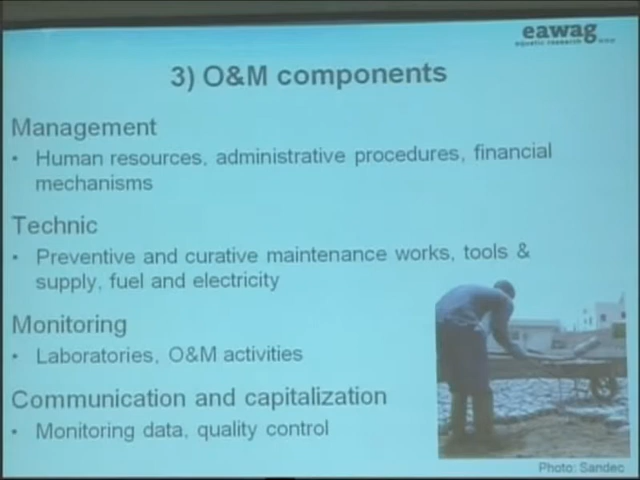 eawag
aquatic research
3) O&M components
Management
• Human resources, administrative procedures, financial
mechanisms
Technic
• Preventive and curative maintenance works, tools &
supply, fuel and electricity
Monitoring
• Laboratories, O&M activities
Communication and capitalization
• Monitoring data, quality control
Photo: Sandec